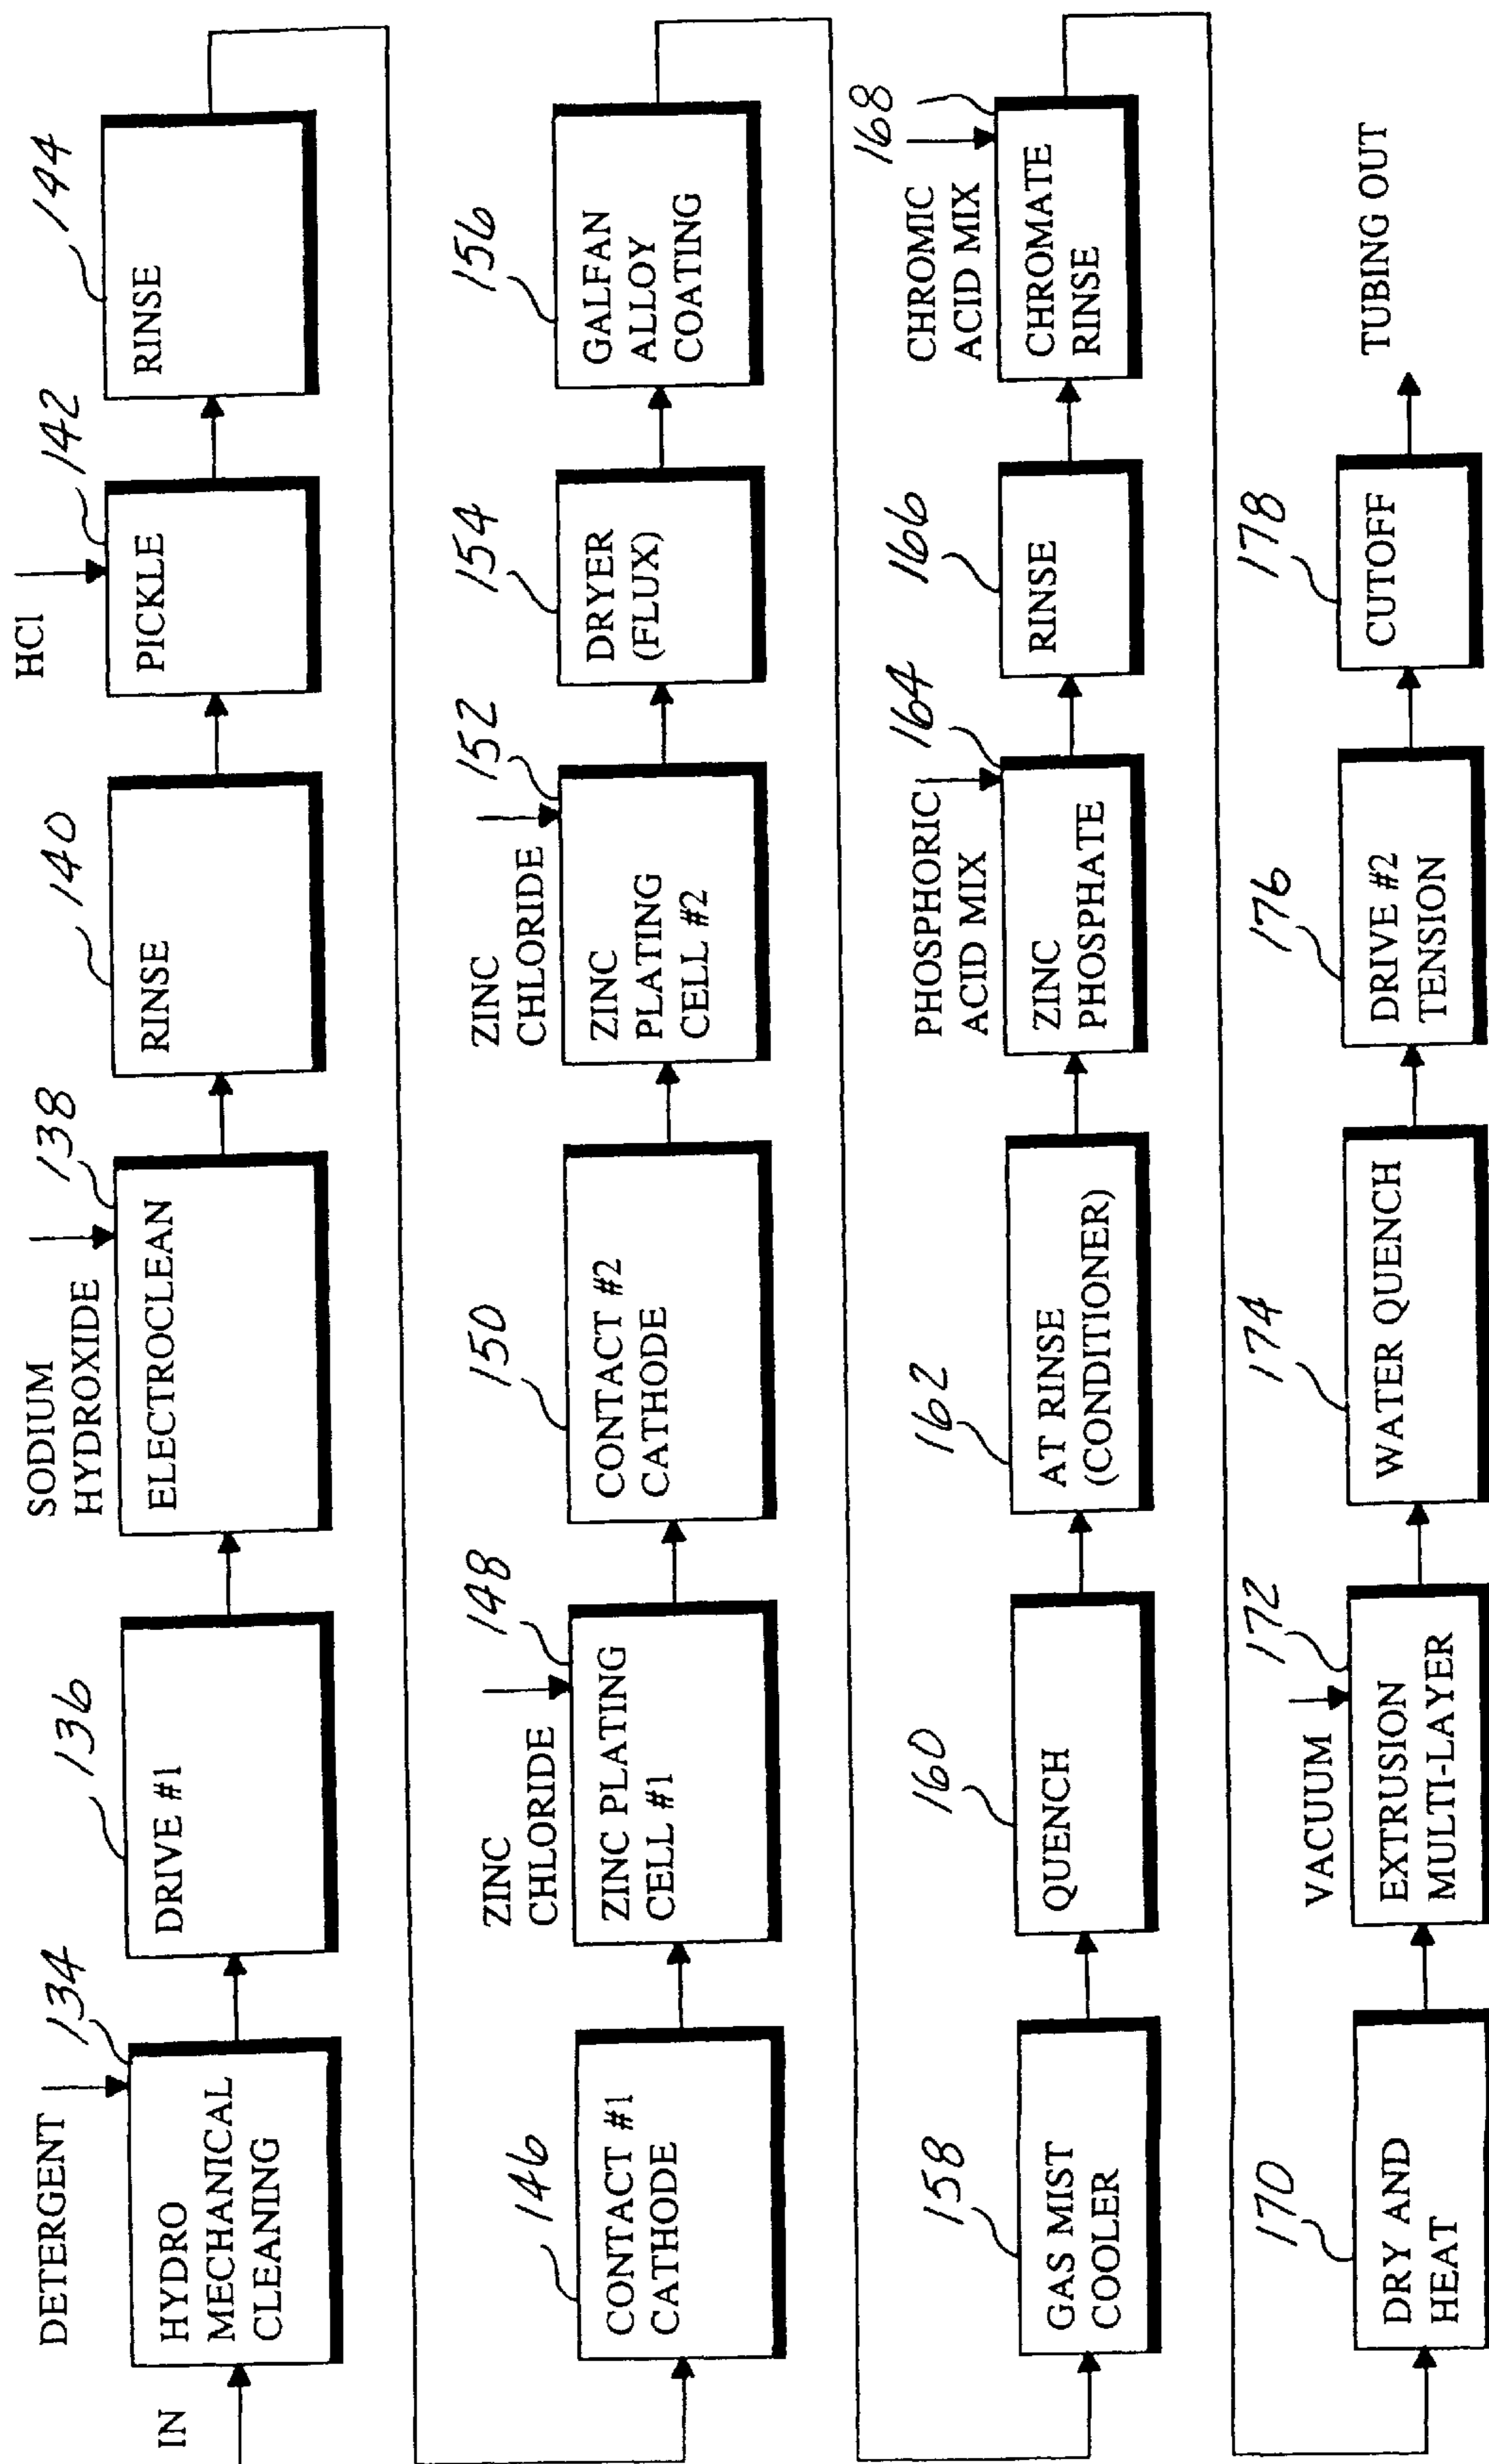 DETERGENT
134
IN
HYDRO
MECHANICAL
CLEANING
136
DRIVE #1
SODIUM
HYDROXIDE
138
ELECTROCLEAN
140
RINSE
HCl
142
PICKLE
144
RINSE
146
CONTACT #1
CATHODE
ZINC
CHLORIDE
148
ZINC PLATING
CELL #1
150
CONTACT #2
CATHODE
ZINC
CHLORIDE
152
ZINC
PLATING
CELL #2
154
DRYER
(FLUX)
156
GALFAN
ALLOY
COATING
158
GAS MIST
COOLER
160
QUENCH
162
AT RINSE
(CONDITIONER)
PHOSPHORIC
ACID MIX
164
ZINC
PHOSPHATE
166
RINSE
CHROMIC
ACID MIX
168
CHROMATE
RINSE
170
DRY AND
HEAT
VACUUM
172
EXTRUSION
MULTI-LAYER
174
WATER QUENCH
176
DRIVE #2
TENSION
178
CUTOFF
TUBING OUT